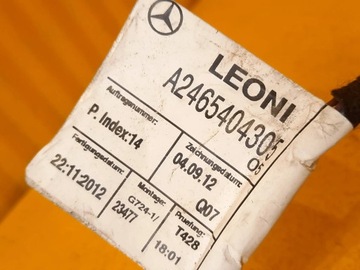 LEONI
A2465404305
05
Auftragsnummer:
P. Index:14
Zeichnungsdatum:
04.09.12
Q07
Fertigungsdatum:
22.11.2012
Montage:
G724-1/
23477
Pruefung:
T428
18:01